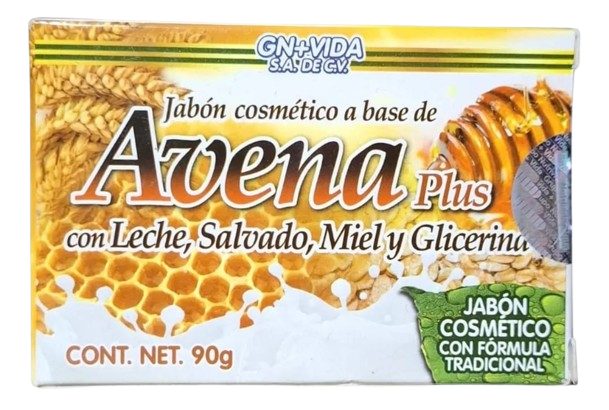 GN+VIDA
S.A. DE C.V.
Jabón cosmético a base de
Avena Plus
con Leche, Salvado, Miel y Glicerina
CONT. NET. 90g
JABÓN
COSMÉTICO
CON FÓRMULA
TRADICIONAL